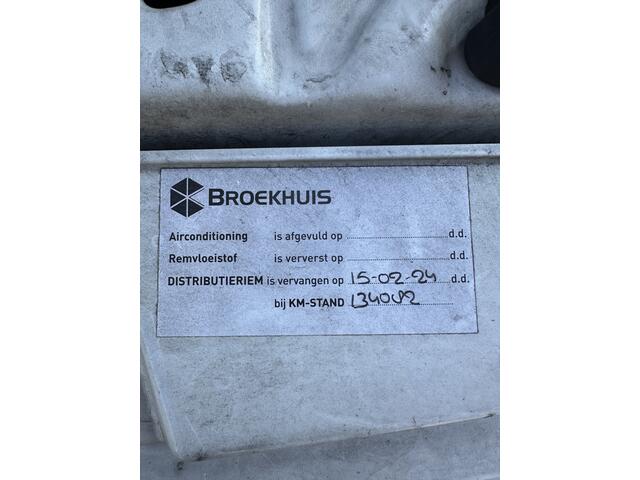 BROEKHUIS
Airconditioning is afgevuld op ........................ d.d.
Remvloeistof is ververst op ........................ d.d.
DISTRIBUTIERIEM is vervangen op 15-02-24 d.d.
bij KM-STAND 134082